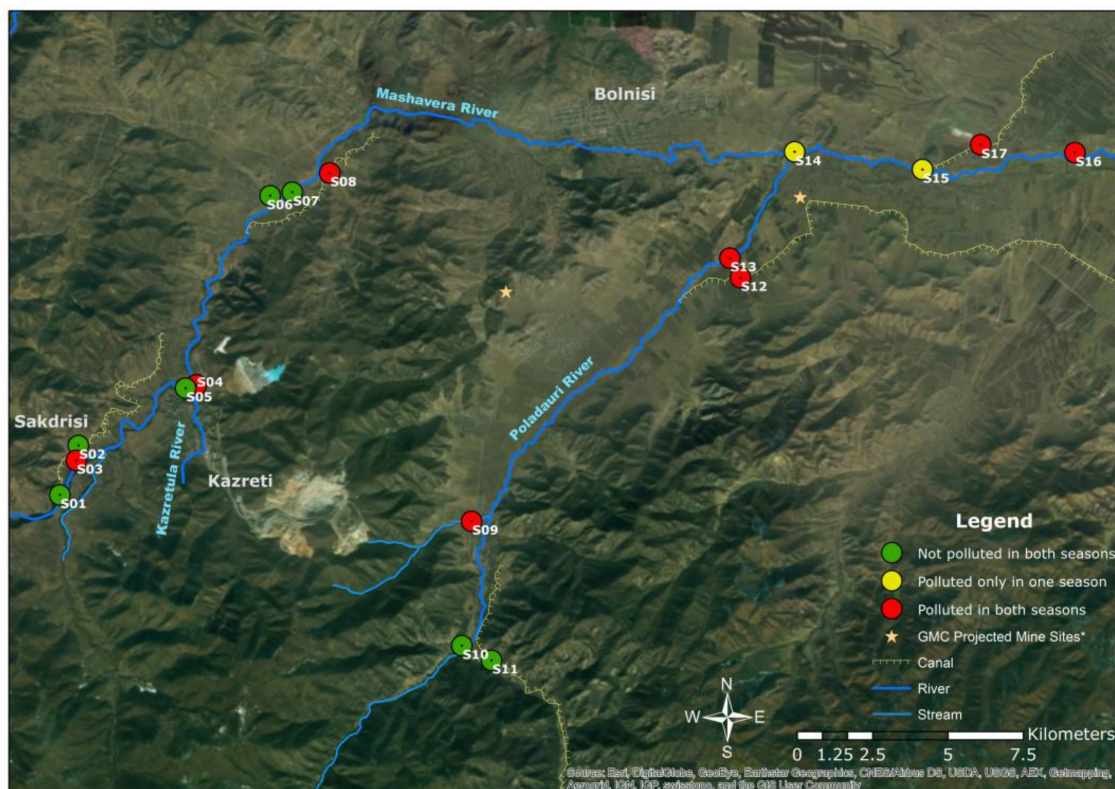 Bolnisi
Mashavera River
S14
S17
S16
S15
S08
S07
S06
S13
S12
Poladauri River
S04
S05
Sakdrisi
S02
S03
S01
Kazretula River
Kazreti
S09
S10
S11
Legend
Not polluted in both seasons
Polluted only in one season
Polluted in both seasons
GMC Projected Mine Sites*
Canal
River
Stream
N
W E
S
Kilometers
0 1.25 2.5 5 7.5
Source: Esri, DigitalGlobe, GeoEye, Earthstar Geographics, CNES/Airbus DS, USDA, USGS, AEX, Getmapping,
Aerogrid, IGN, IGP, swisstopo, and the GIS User Community